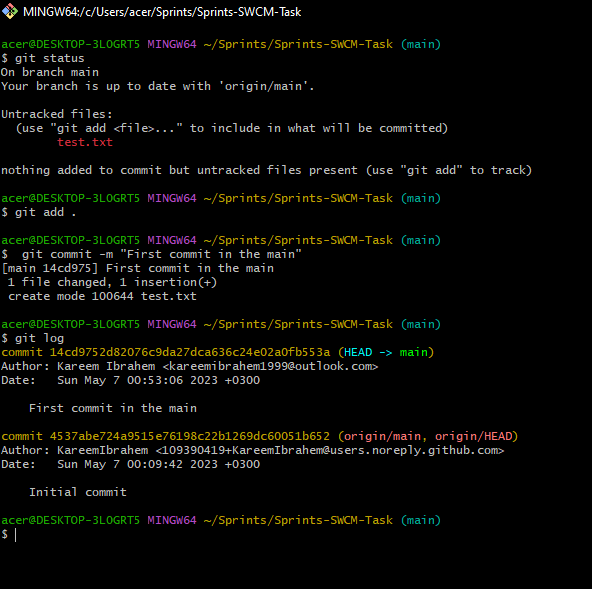 MINGW64:/c/Users/acer/Sprints/Sprints-SWCM-Task
acer@DESKTOP-3LOGRT5 MINGW64 ~/Sprints/Sprints-SWCM-Task (main)
$ git status
On branch main
Your branch is up to date with 'origin/main'.
Untracked files:
  (use "git add <file>..." to include in what will be committed)
        test.txt
nothing added to commit but untracked files present (use "git add" to track)
acer@DESKTOP-3LOGRT5 MINGW64 ~/Sprints/Sprints-SWCM-Task (main)
$ git add .
acer@DESKTOP-3LOGRT5 MINGW64 ~/Sprints/Sprints-SWCM-Task (main)
$  git commit -m "First commit in the main"
[main 14cd975] First commit in the main
 1 file changed, 1 insertion(+)
 create mode 100644 test.txt
acer@DESKTOP-3LOGRT5 MINGW64 ~/Sprints/Sprints-SWCM-Task (main)
$ git log
commit 14cd9752d82076c9da27dca636c24e02a0fb553a (HEAD -> main)
Author: Kareem Ibrahem <kareemibrahem1999@outlook.com>
Date:   Sun May 7 00:53:06 2023 +0300
    First commit in the main
commit 4537abe724a9515e76198c22b1269dc60051b652 (origin/main, origin/HEAD)
Author: KareemIbrahem <109390419+KareemIbrahem@users.noreply.github.com>
Date:   Sun May 7 00:09:42 2023 +0300
    Initial commit
acer@DESKTOP-3LOGRT5 MINGW64 ~/Sprints/Sprints-SWCM-Task (main)
$